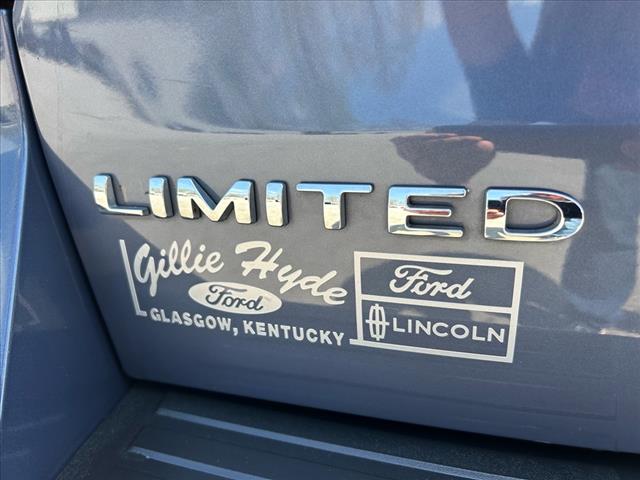 LIMITED
Gillie Hyde
Ford
GLASGOW, KENTUCKY
Ford
LINCOLN